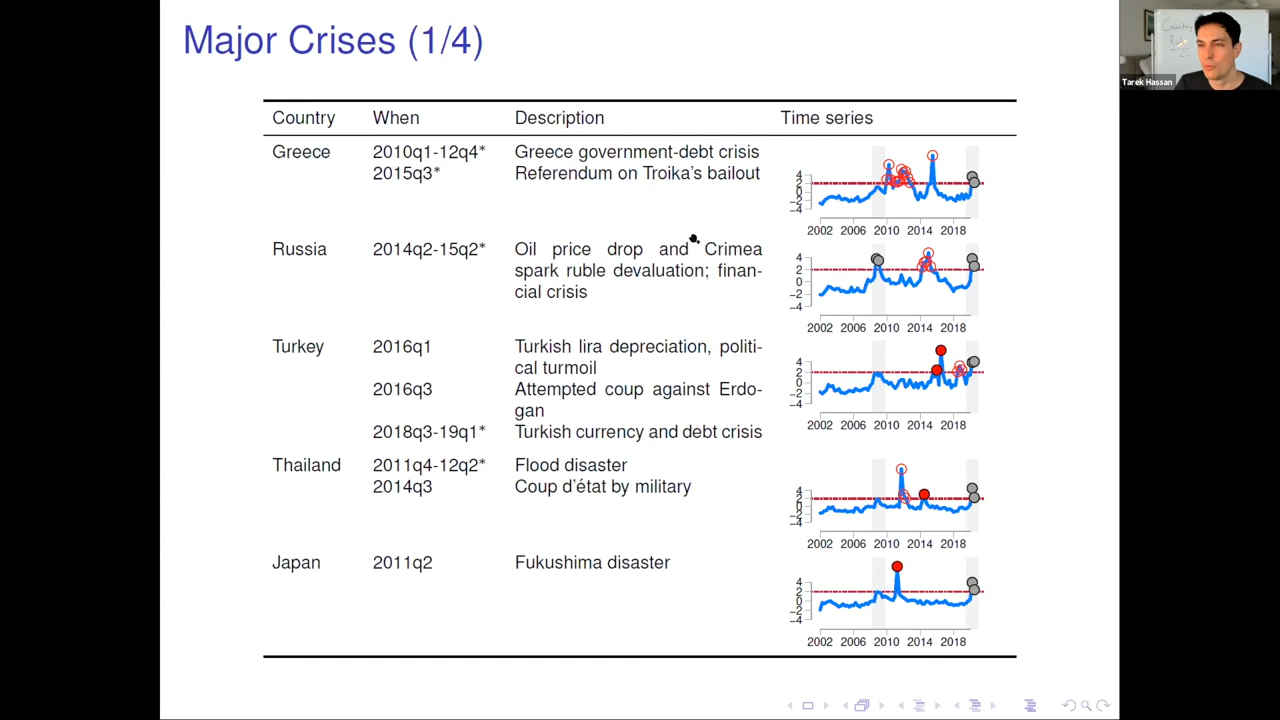 Major Crises (1/4)
Tarek Hassan
Country When Description Time series
Greece 2010q1-12q4* Greece government-debt crisis
2015q3* Referendum on Troika's bailout
4
2
0
−2
−4
2002 2006 2010 2014 2018
Russia 2014q2-15q2* Oil price drop and Crimea
spark ruble devaluation; finan-
cial crisis
4
2
0
−2
−4
2002 2006 2010 2014 2018
Turkey 2016q1 Turkish lira depreciation, politi-
cal turmoil
2016q3 Attempted coup against Erdo-
gan
2018q3-19q1* Turkish currency and debt crisis
4
2
0
−2
−4
2002 2006 2010 2014 2018
Thailand 2011q4-12q2* Flood disaster
2014q3 Coup d'état by military
4
2
0
−2
−4
2002 2006 2010 2014 2018
Japan 2011q2 Fukushima disaster
4
2
0
−2
−4
2002 2006 2010 2014 2018